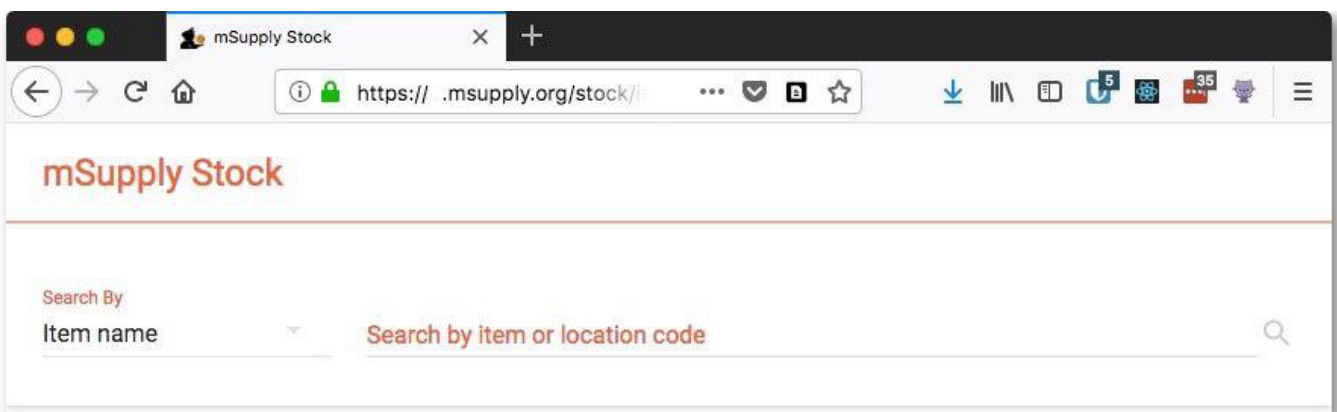 mSupply Stock
https:// .msupply.org/stock/i
5
35
mSupply Stock
Search By
Item name
Search by item or location code